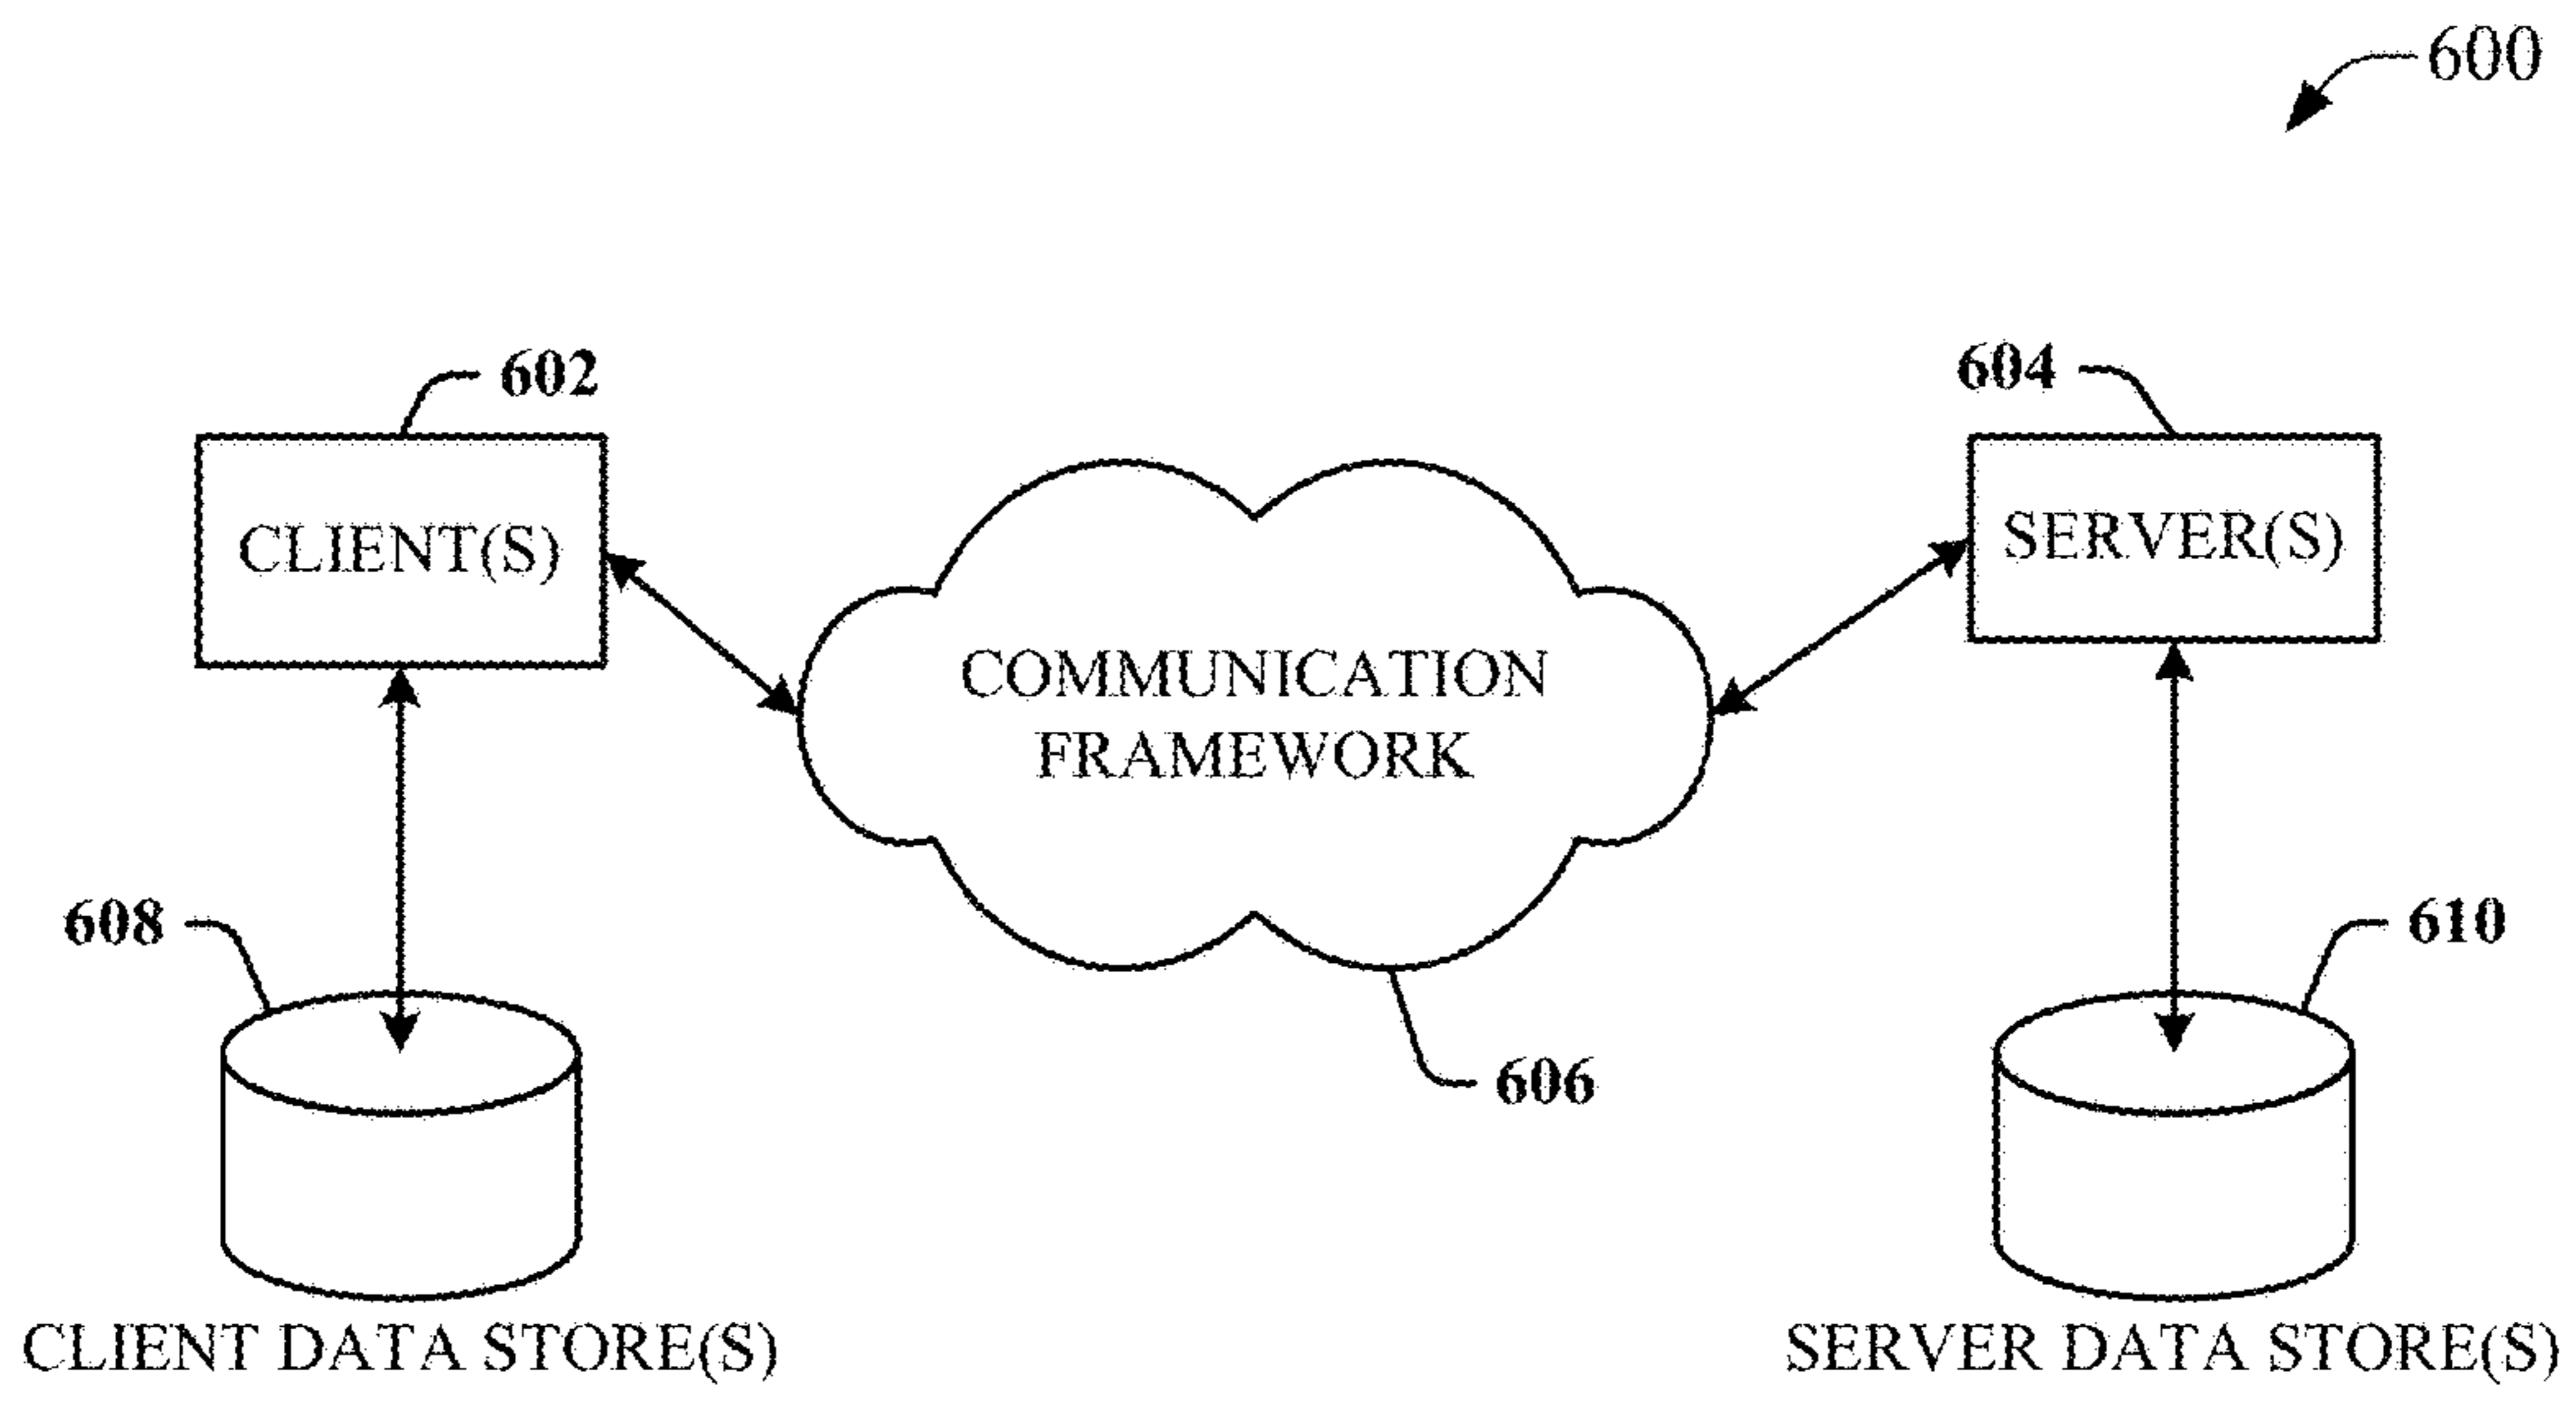 600
602
604
CLIENT(S)
SERVER(S)
COMMUNICATION
FRAMEWORK
608
610
606
CLIENT DATA STORE(S)
SERVER DATA STORE(S)